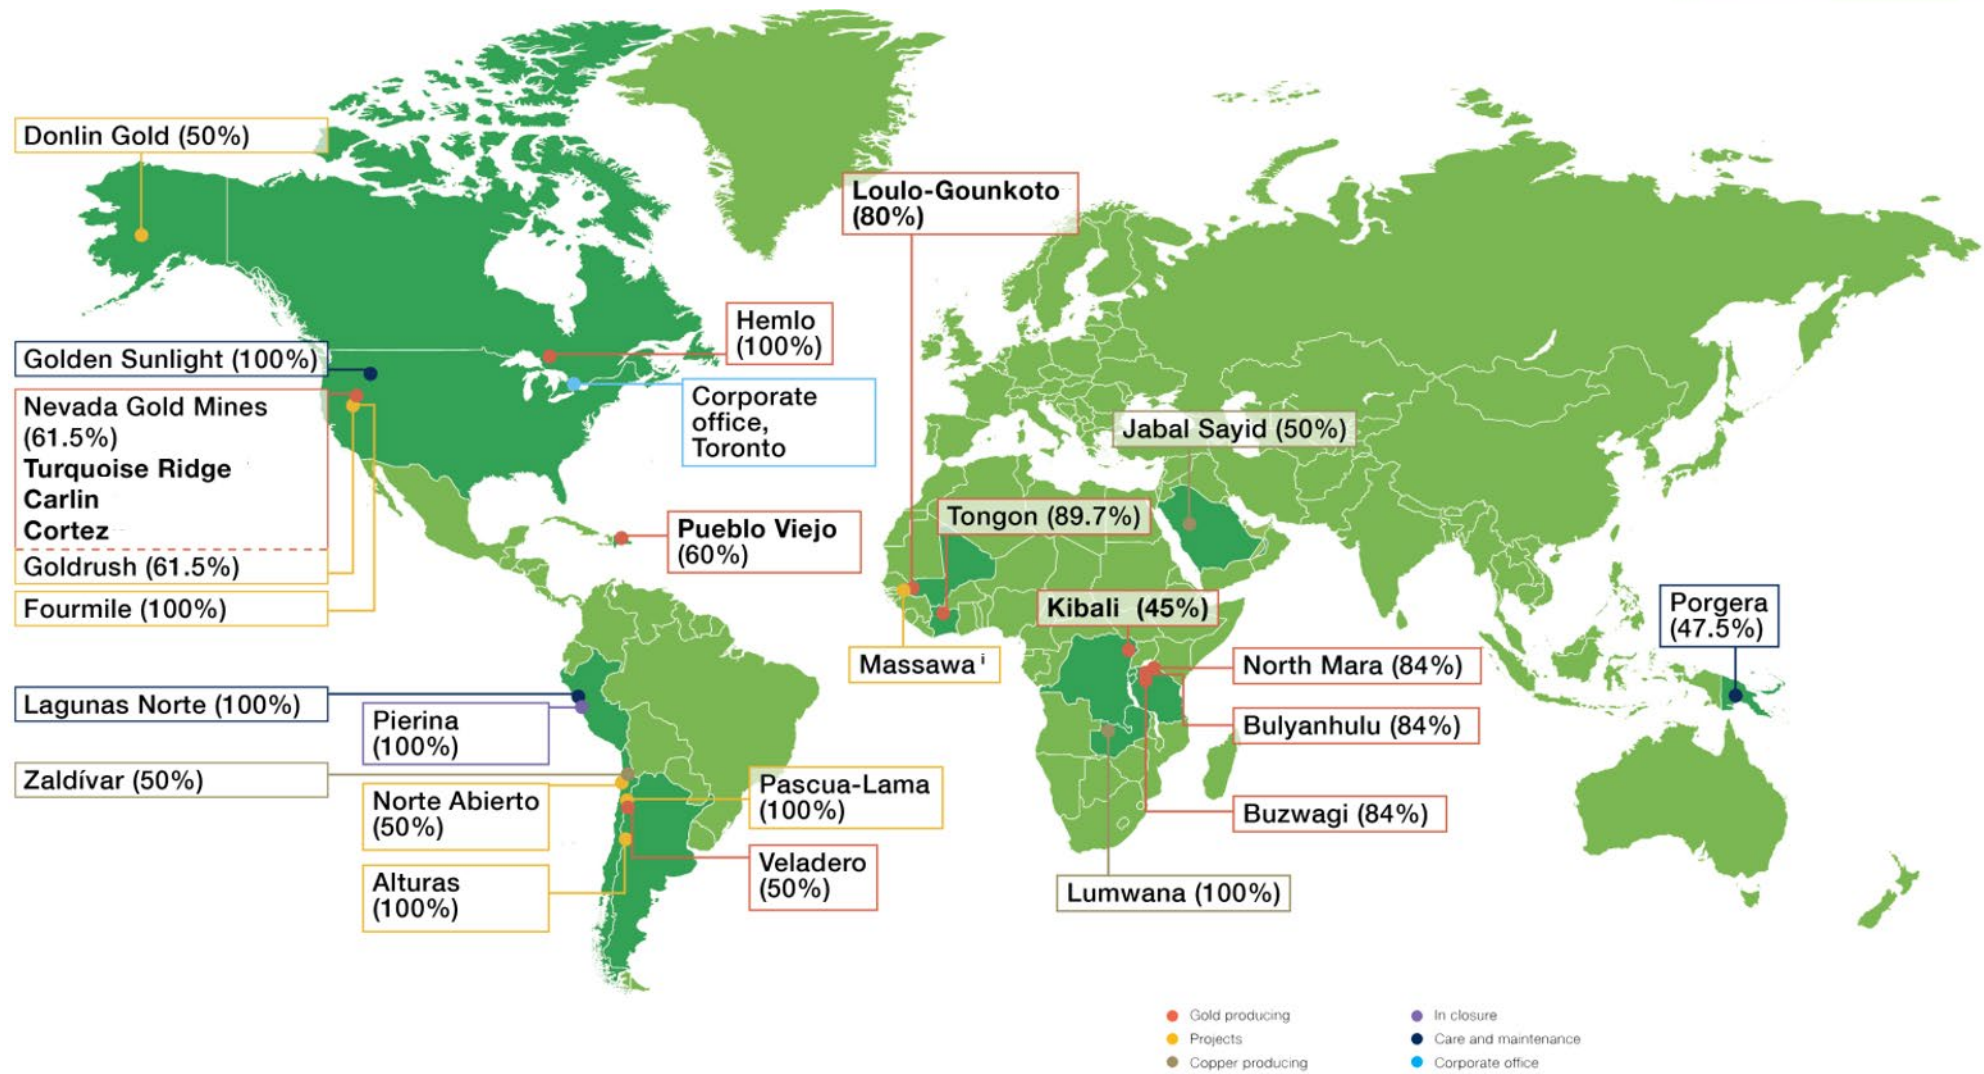 Donlin Gold (50%)
Loulo-Gounkoto
(80%)
Hemlo
(100%)
Golden Sunlight (100%)
Corporate
office,
Toronto
Nevada Gold Mines
(61.5%)
Turquoise Ridge
Carlin
Cortez
Goldrush (61.5%)
Fourmile (100%)
Jabal Sayid (50%)
Tongon (89.7%)
Pueblo Viejo
(60%)
Kibali (45%)
Porgera
(47.5%)
Massawa i
North Mara (84%)
Lagunas Norte (100%)
Pierina
(100%)
Bulyanhulu (84%)
Zaldívar (50%)
Norte Abierto
(50%)
Pascua-Lama
(100%)
Buzwagi (84%)
Alturas
(100%)
Veladero
(50%)
Lumwana (100%)
Gold producing
Projects
Copper producing
In closure
Care and maintenance
Corporate office